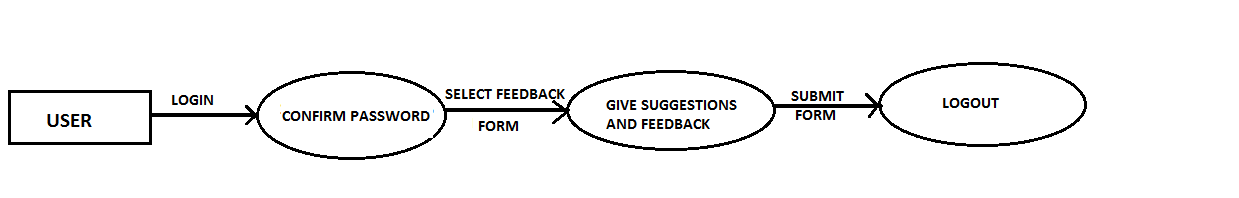 USER
LOGIN
CONFIRM PASSWORD
SELECT FEEDBACK
FORM
GIVE SUGGESTIONS
AND FEEDBACK
SUBMIT
FORM
LOGOUT